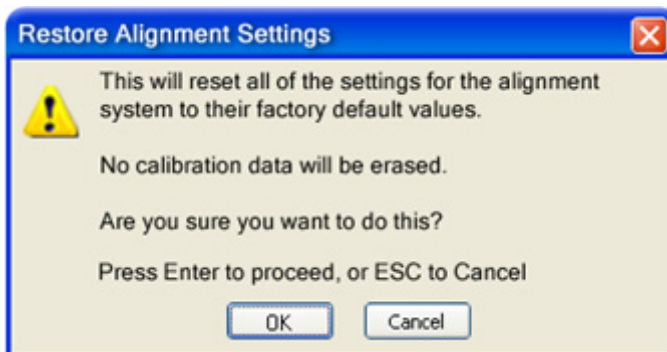 Restore Alignment Settings
This will reset all of the settings for the alignment
system to their factory default values.
No calibration data will be erased.
Are you sure you want to do this?
Press Enter to proceed, or ESC to Cancel
OK
Cancel